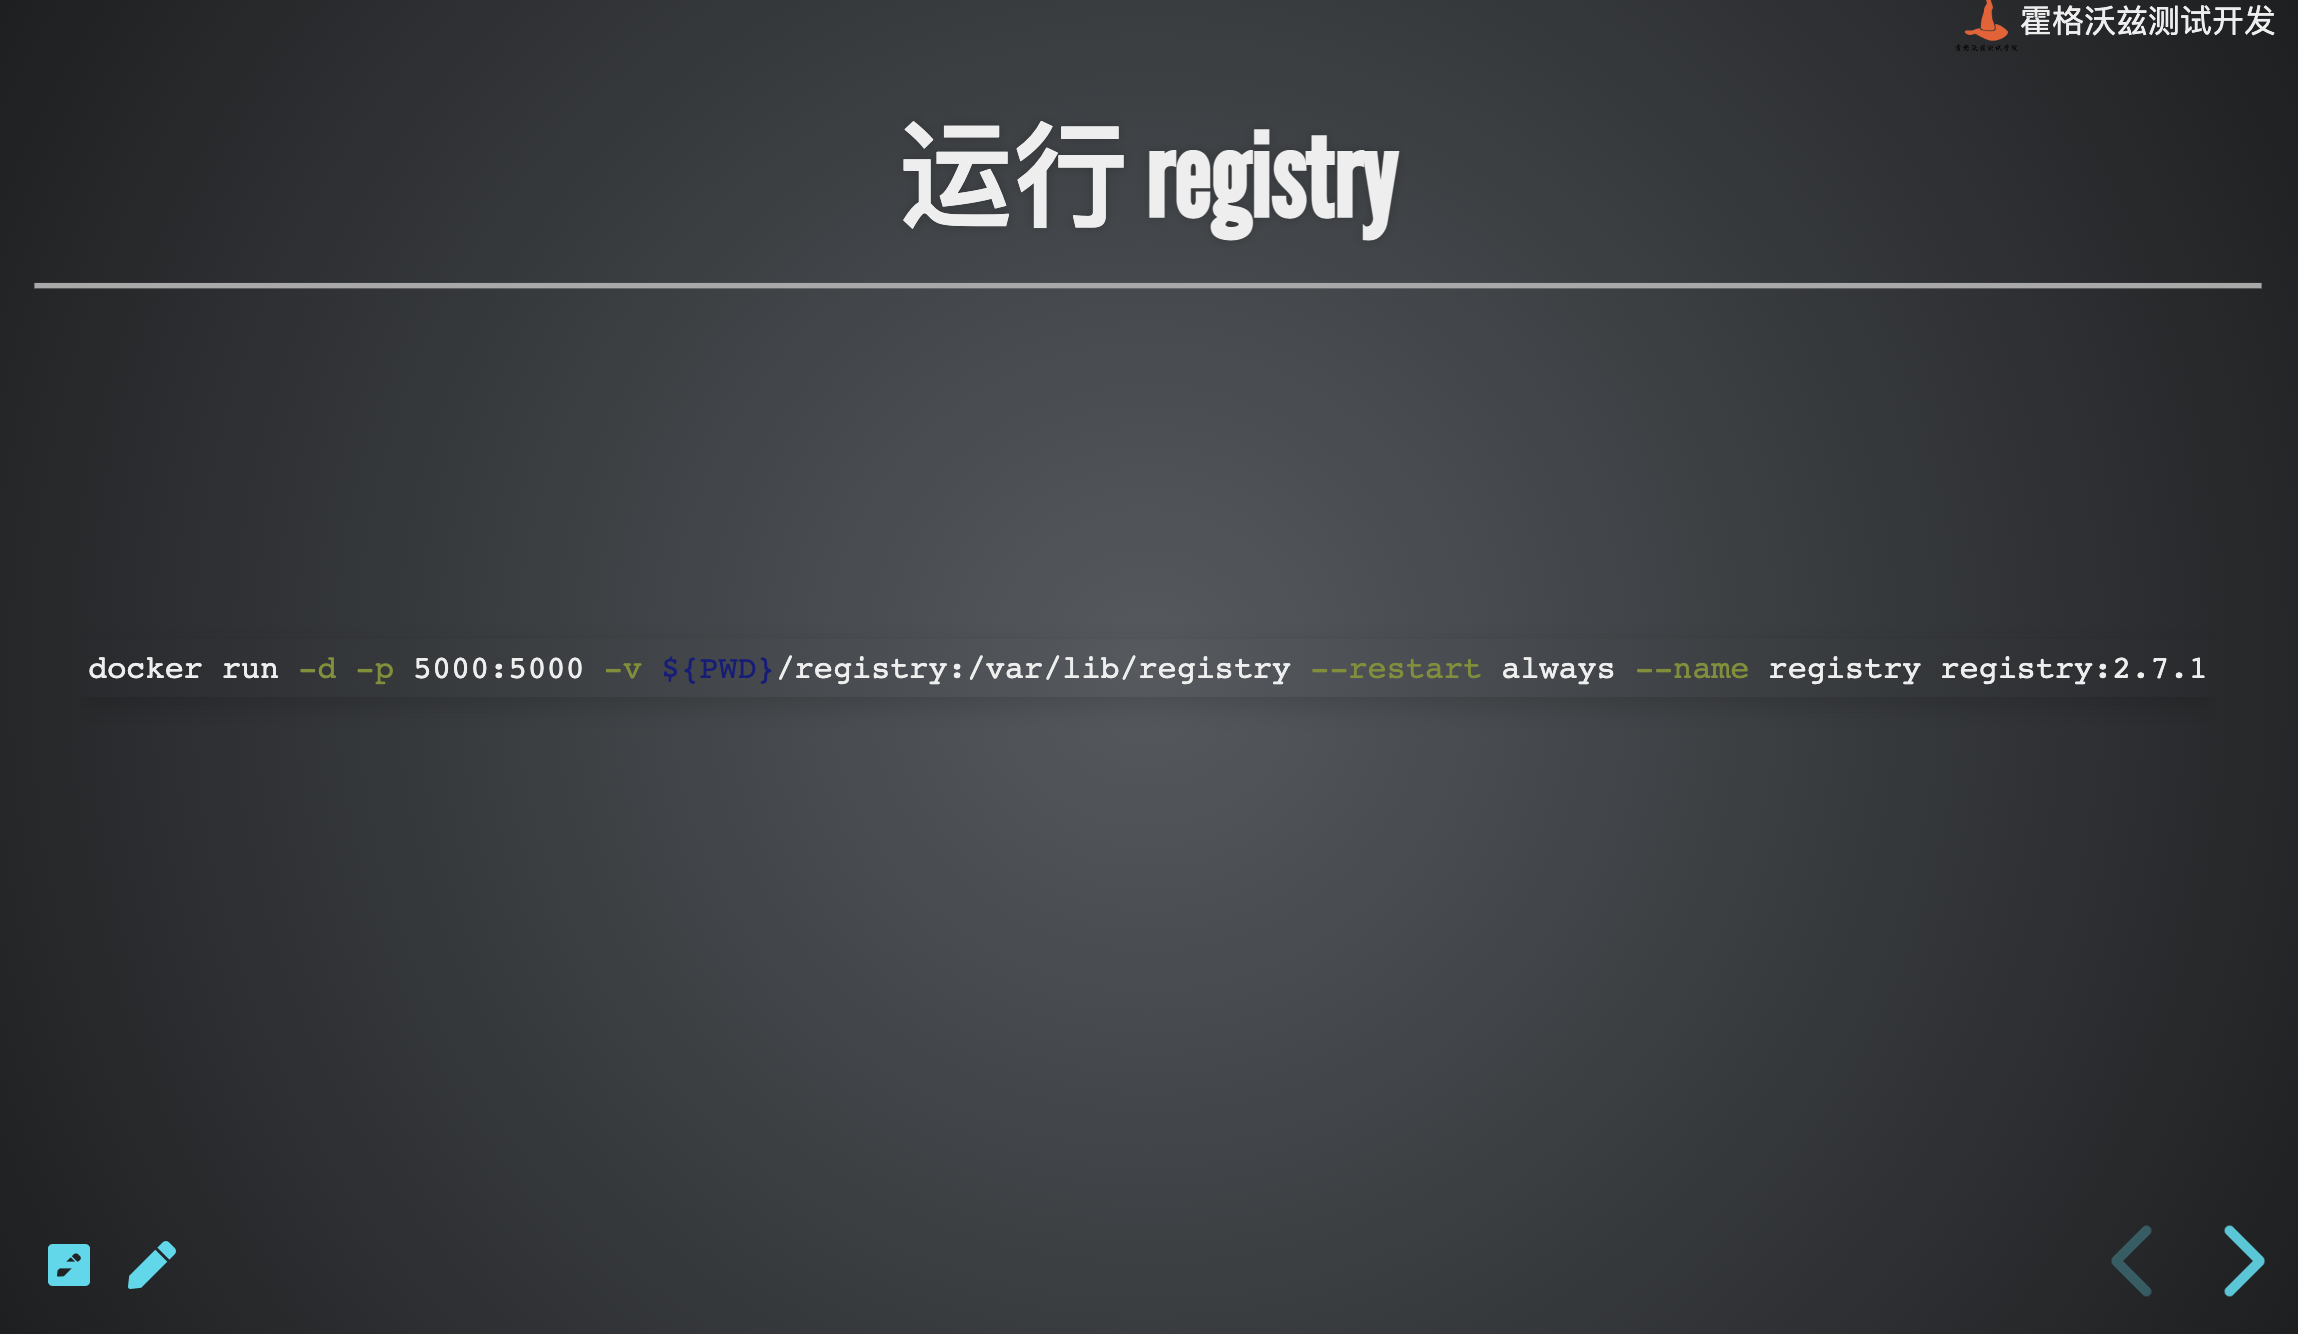 霍格沃兹测试开发
运行 registry
docker run -d -p 5000:5000 -v ${PWD}/registry:/var/lib/registry --restart always --name registry registry:2.7.1